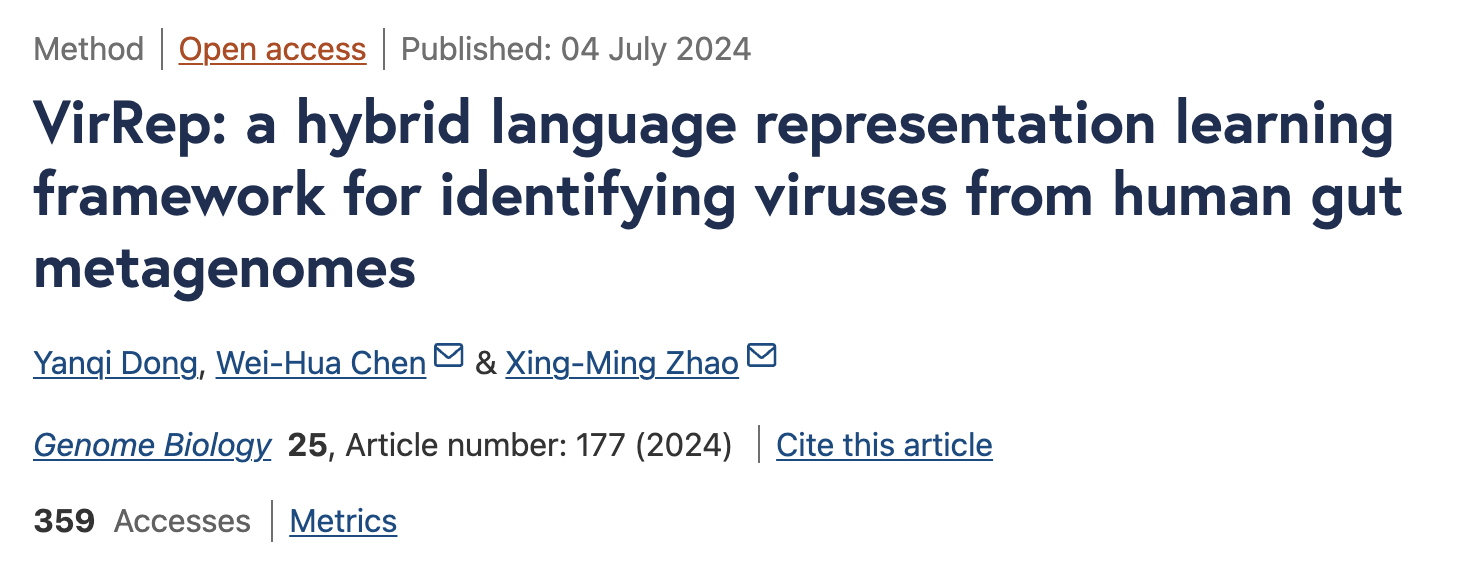 Method | Open access | Published: 04 July 2024
VirRep: a hybrid language representation learning
framework for identifying viruses from human gut
metagenomes
Yanqi Dong, Wei-Hua Chen & Xing-Ming Zhao
Genome Biology 25, Article number: 177 (2024) | Cite this article
359 Accesses | Metrics